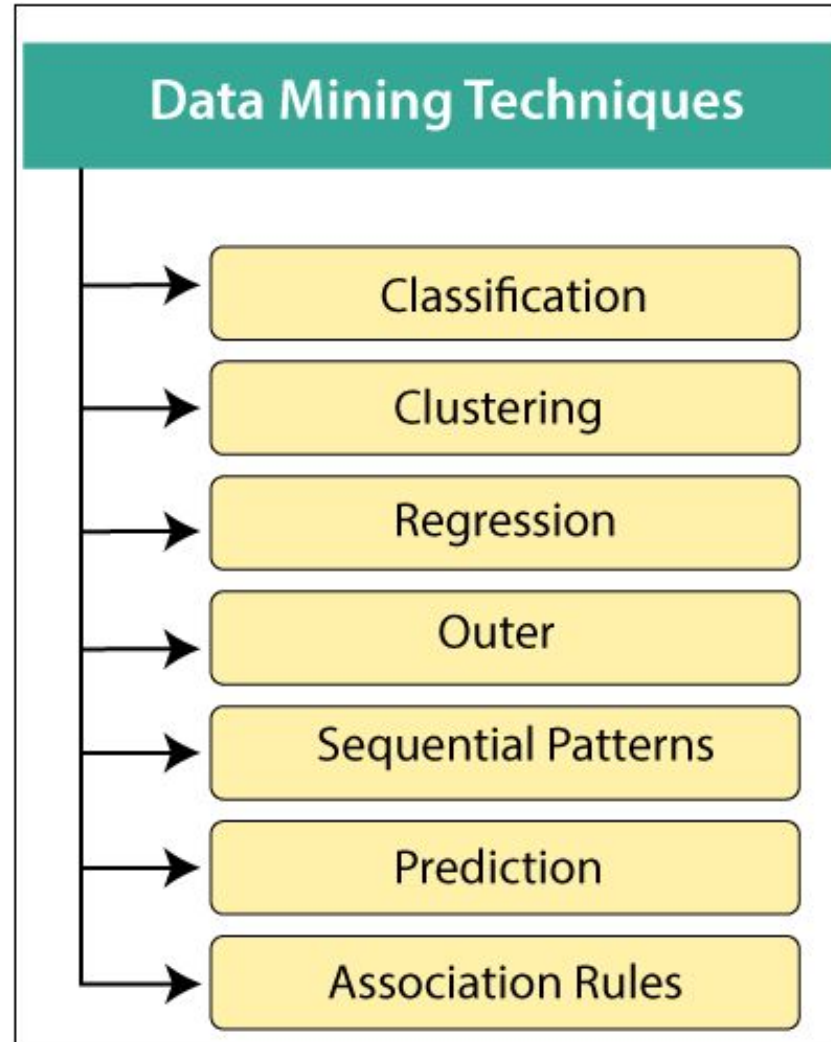 Data Mining Techniques
Classification
Clustering
Regression
Outer
Sequential Patterns
Prediction
Association Rules